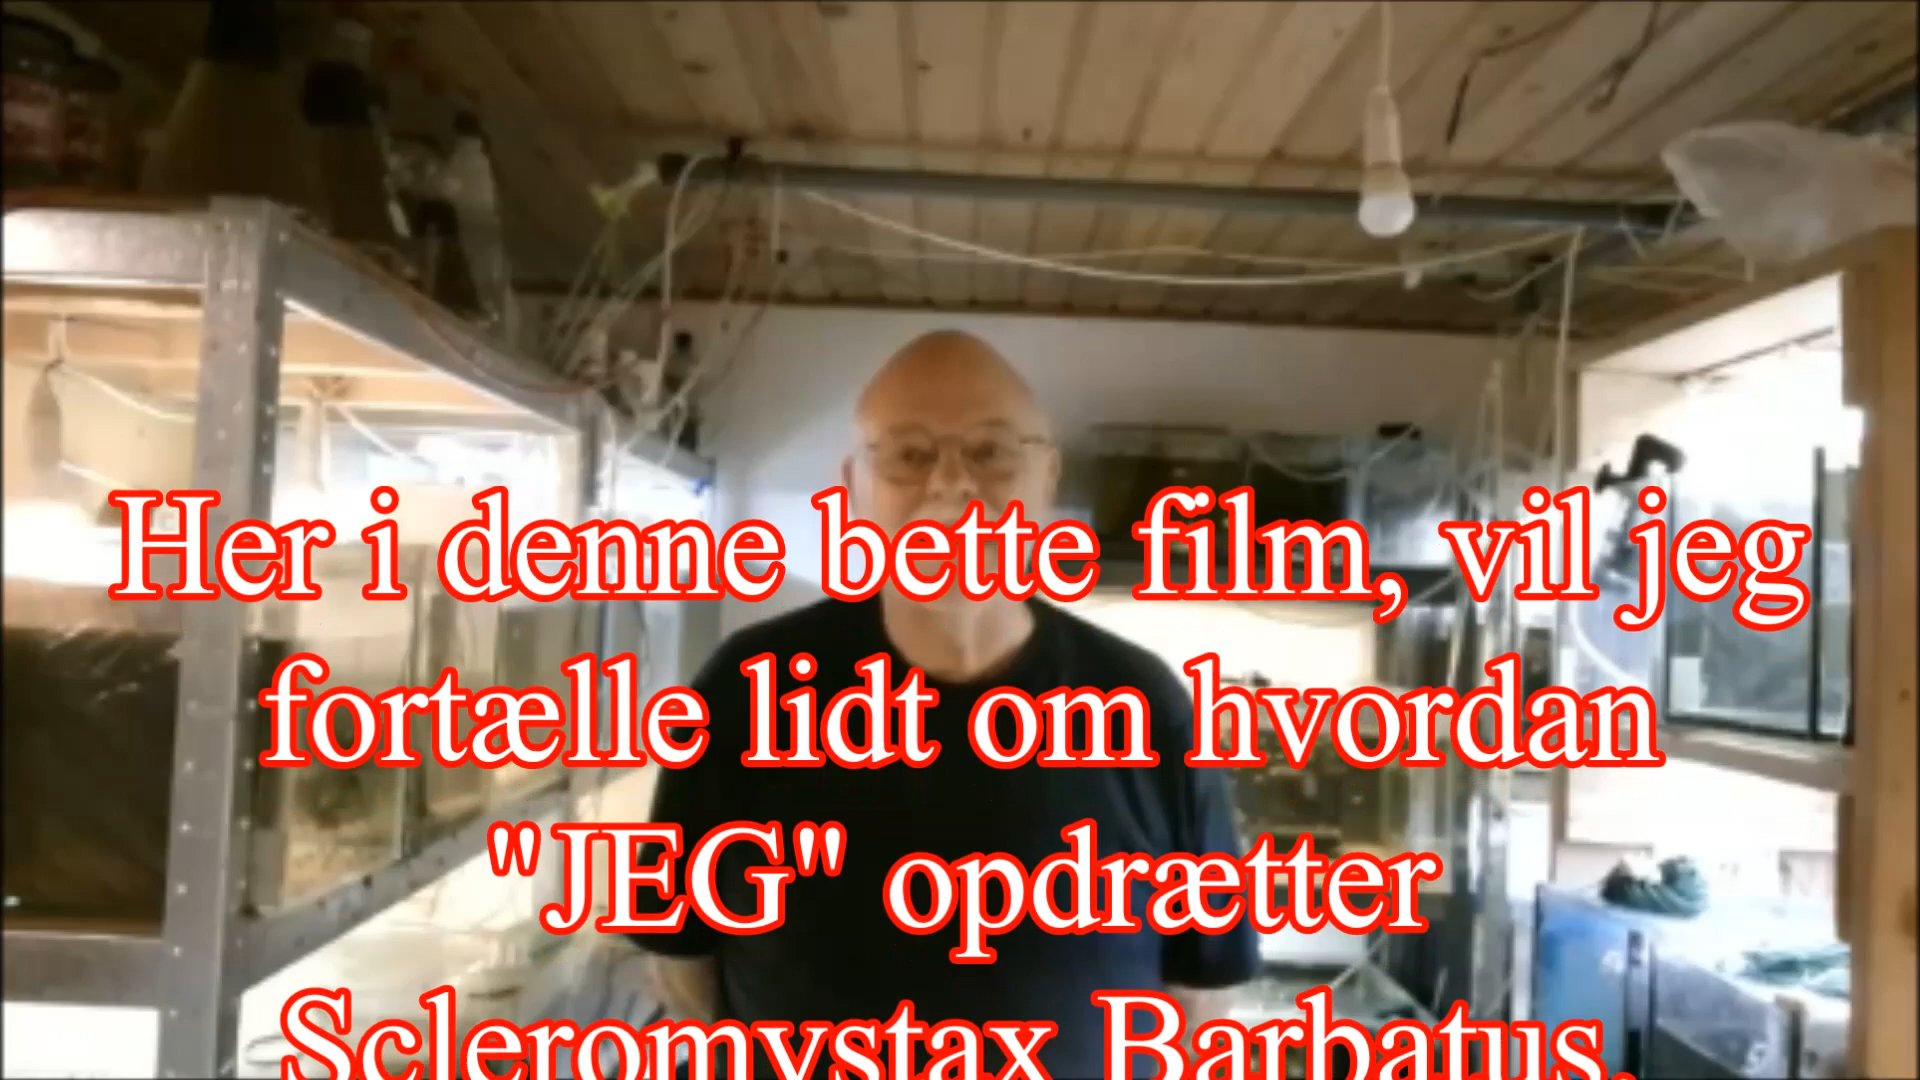 Her i denne bette film, vil jeg
fortælle lidt om hvordan
"JEG" opdrætter
Scleromystax Barbatus.